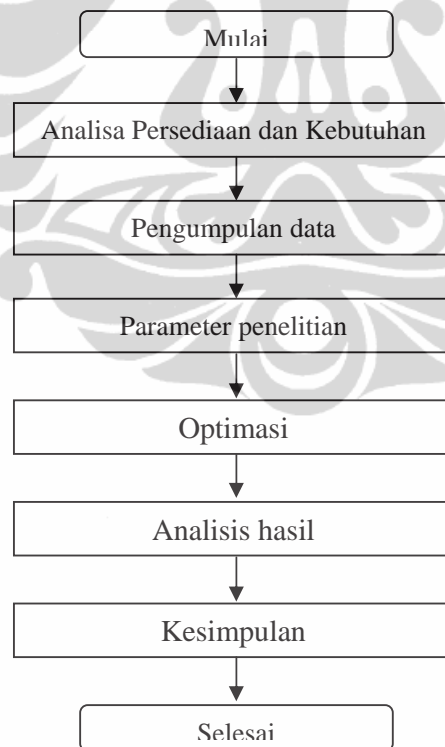 Mulai
Analisa Persediaan dan Kebutuhan
Pengumpulan data
Parameter penelitian
Optimasi
Analisis hasil
Kesimpulan
Selesai